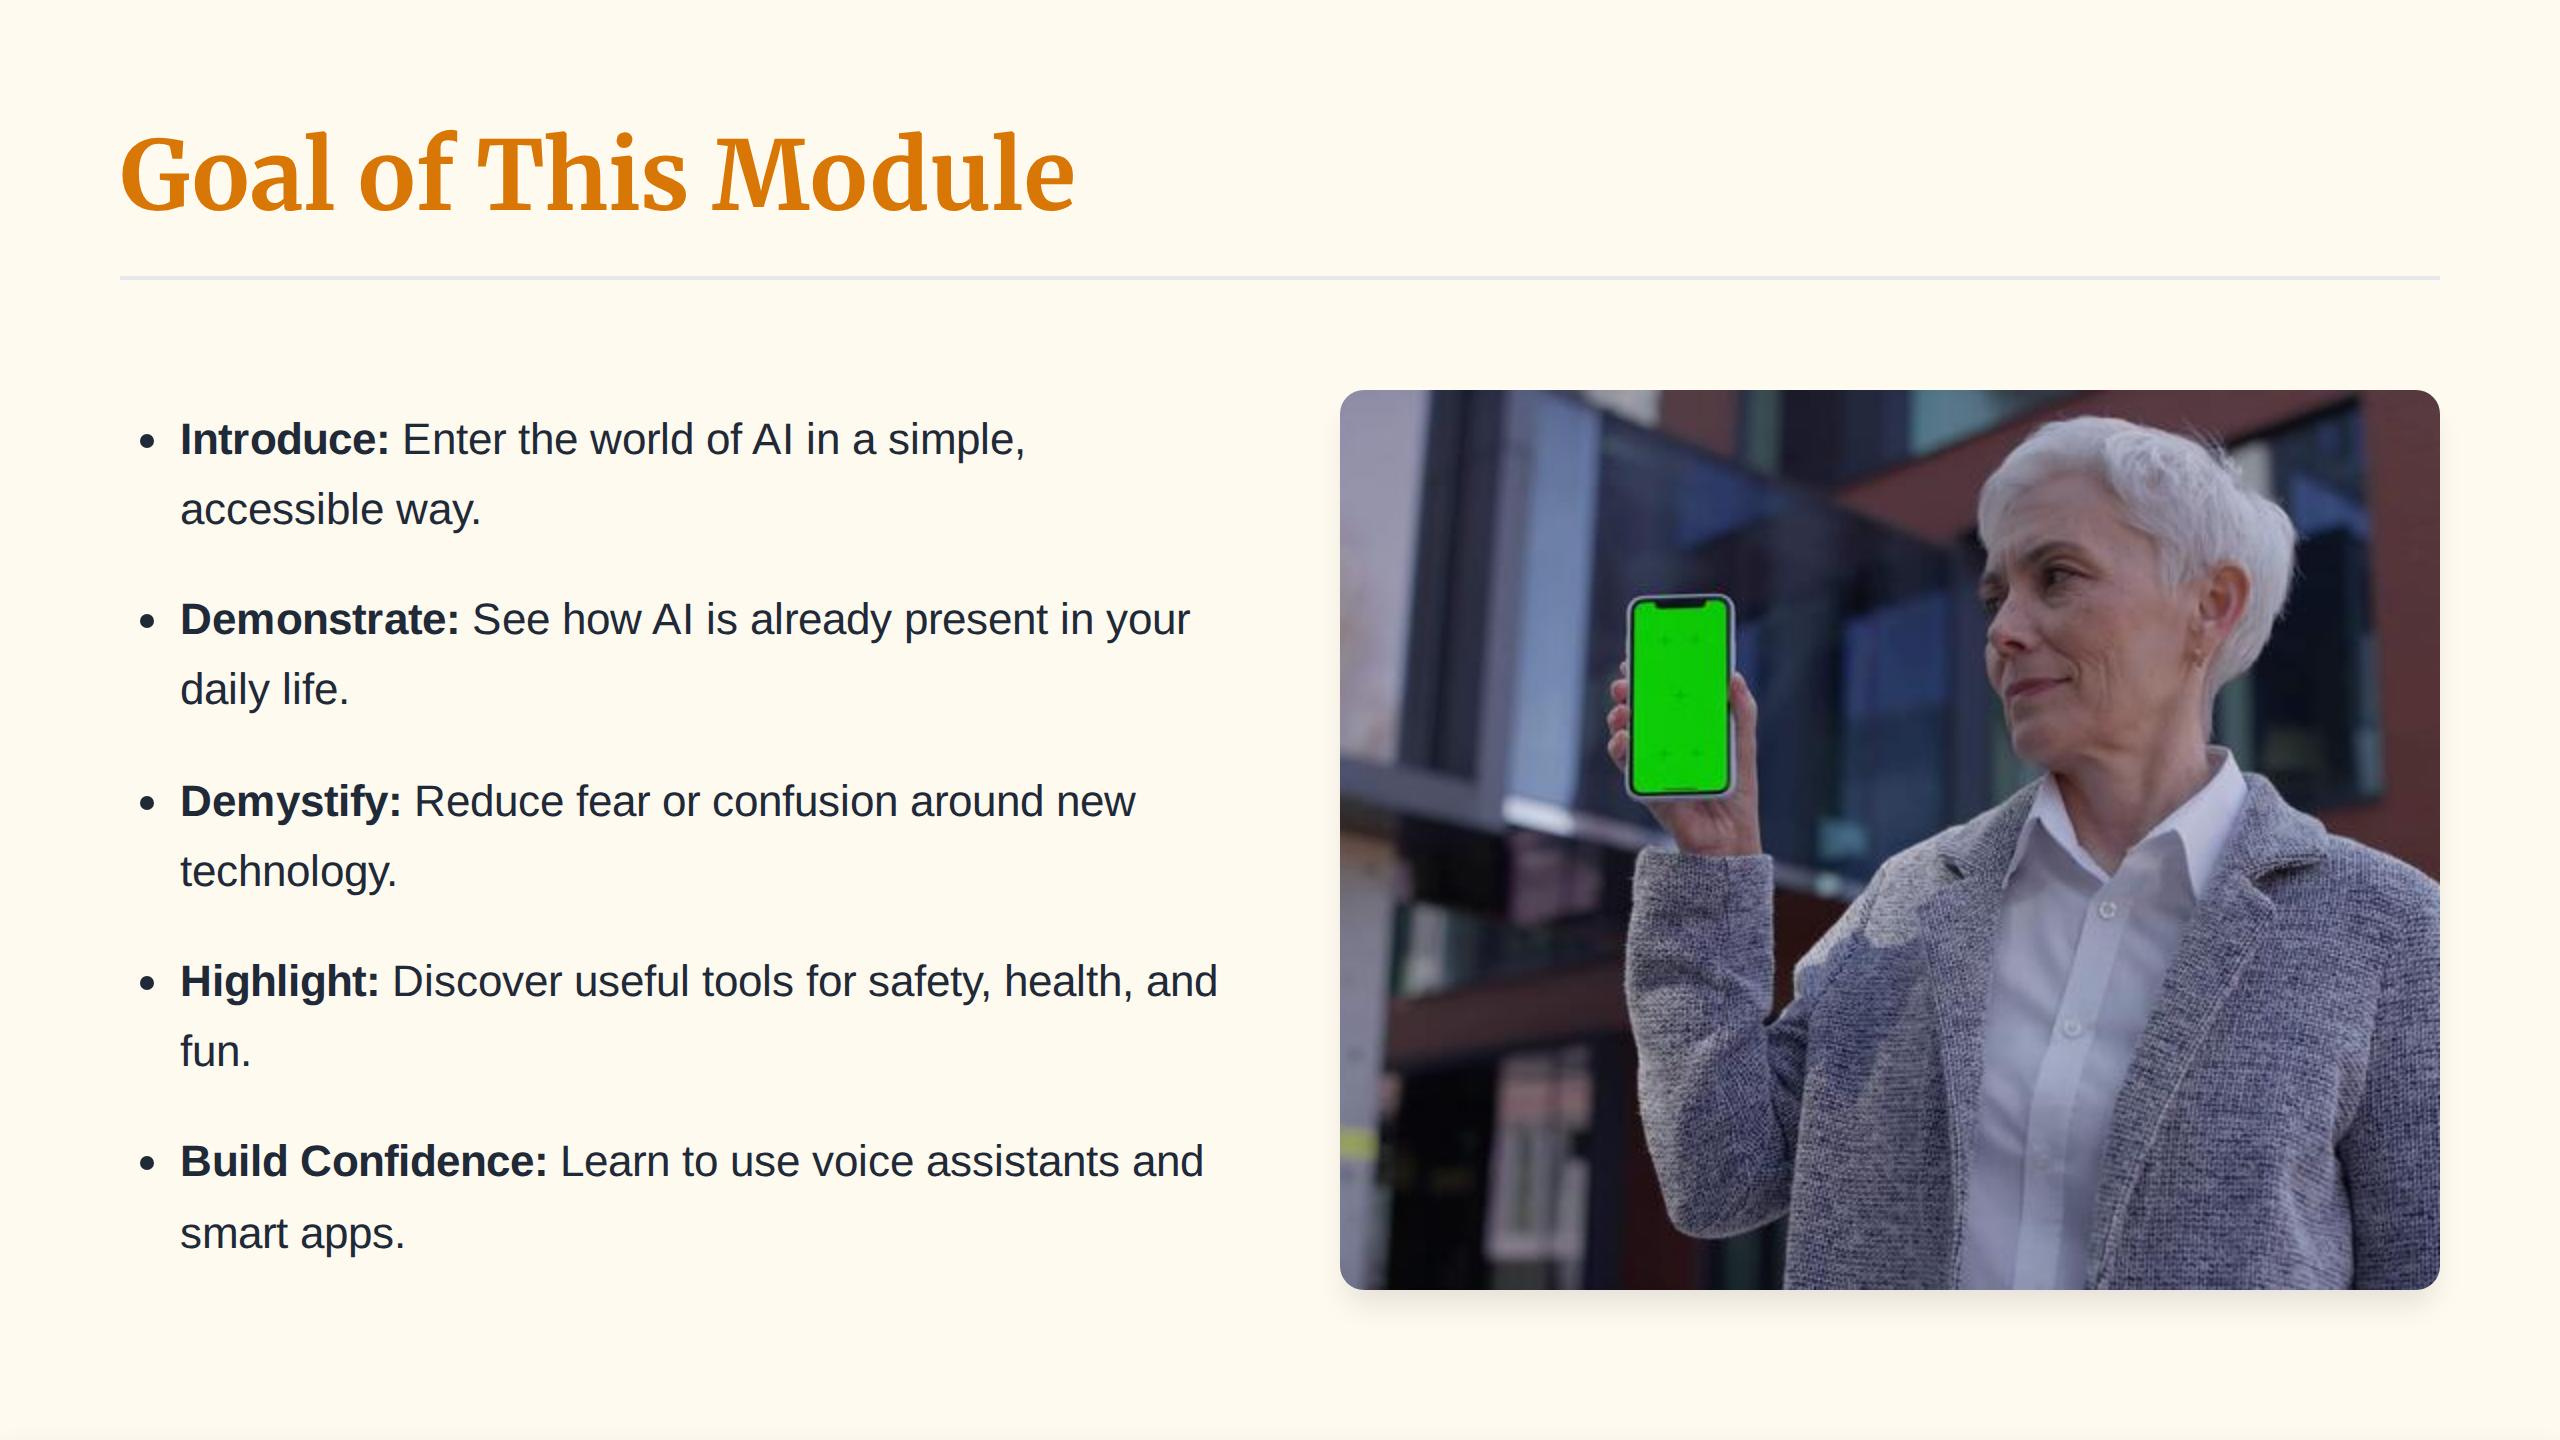 Goal of This Module
Introduce: Enter the world of AI in a simple,
accessible way.
Demonstrate: See how AI is already present in your
daily life.
Demystify: Reduce fear or confusion around new
technology.
Highlight: Discover useful tools for safety, health, and
fun.
Build Confidence: Learn to use voice assistants and
smart apps.